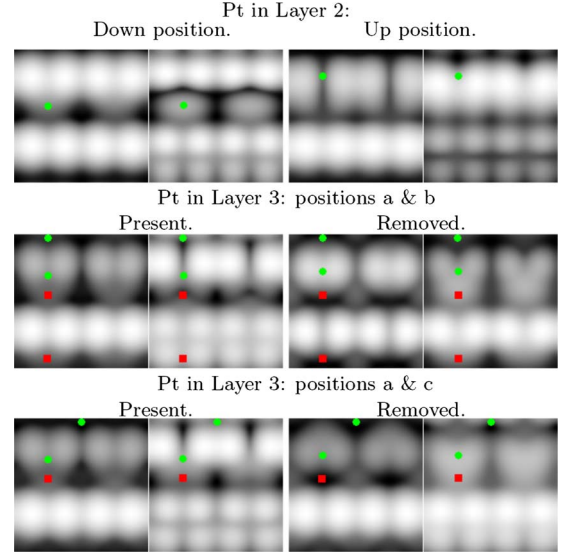 Pt in Layer 2:
Down position. Up position.
Pt in Layer 3: positions a & b
Present. Removed.
Pt in Layer 3: positions a & c
Present. Removed.